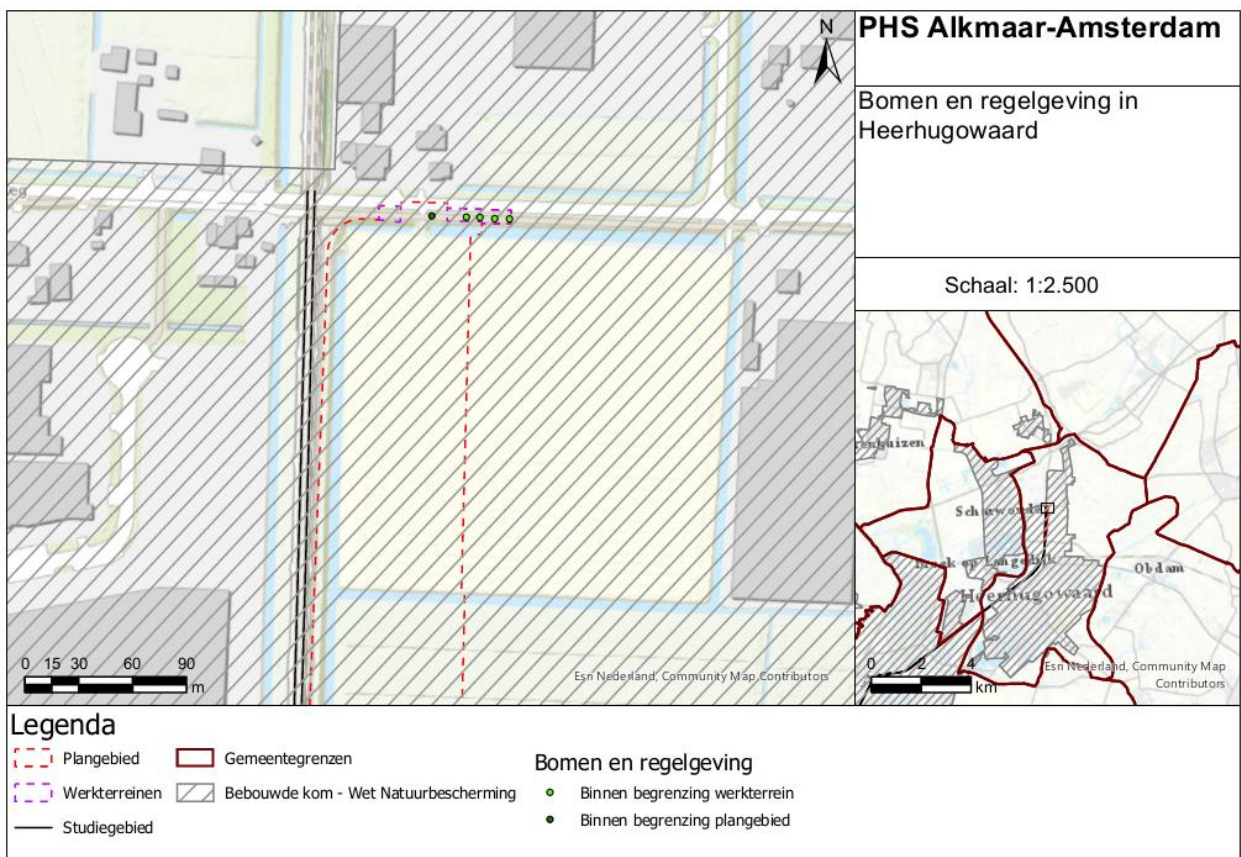 PHS Alkmaar-Amsterdam
Bomen en regelgeving in
Heerhugowaard
Schaal: 1:2.500
N
eg
0 15 30 60 90
m
Esri Nederland, Community Map Contributors
Obdam
Heerhugowaard
0 2 4
km
Esri Nederland, Community Map
Contributors
Legenda
Plangebied
Gemeentegrenzen
Werkterreinen
Bebouwde kom - Wet Natuurbescherming
Studiegebied
Bomen en regelgeving
Binnen begrenzing werkterrein
Binnen begrenzing plangebied